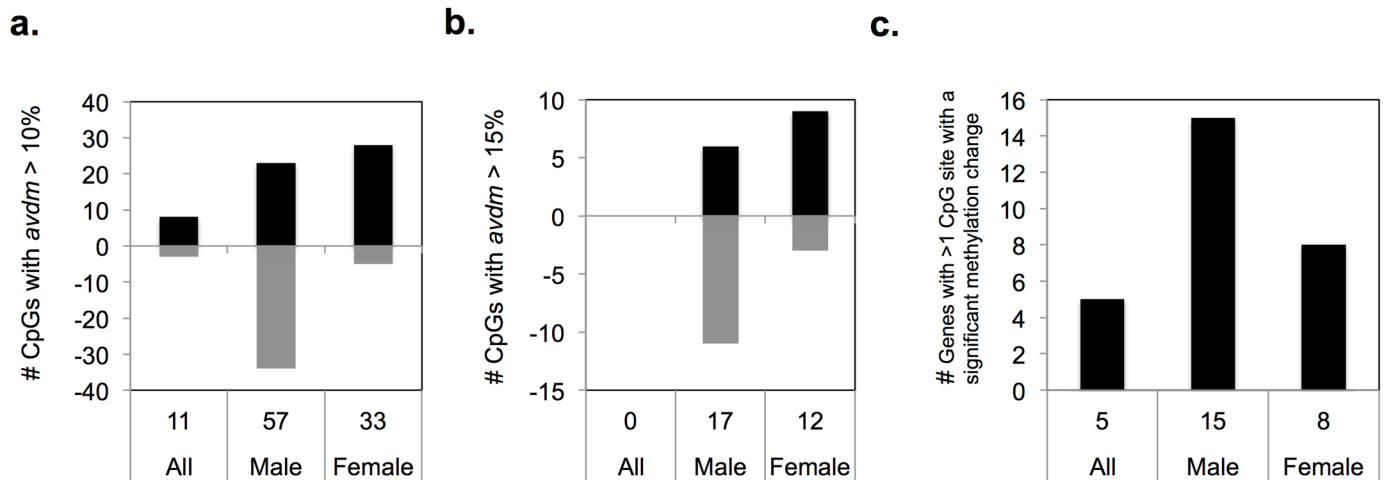 a.
# CpGs with avdm > 10%
40
30
20
10
0
-10
-20
-30
-40
11 57 33
All Male Female
b.
# CpGs with avdm > 15%
10
5
0
-5
-10
-15
0 17 12
All Male Female
c.
# Genes with >1 CpG site with a
significant methylation change
16
14
12
10
8
6
4
2
0
5 15 8
All Male Female